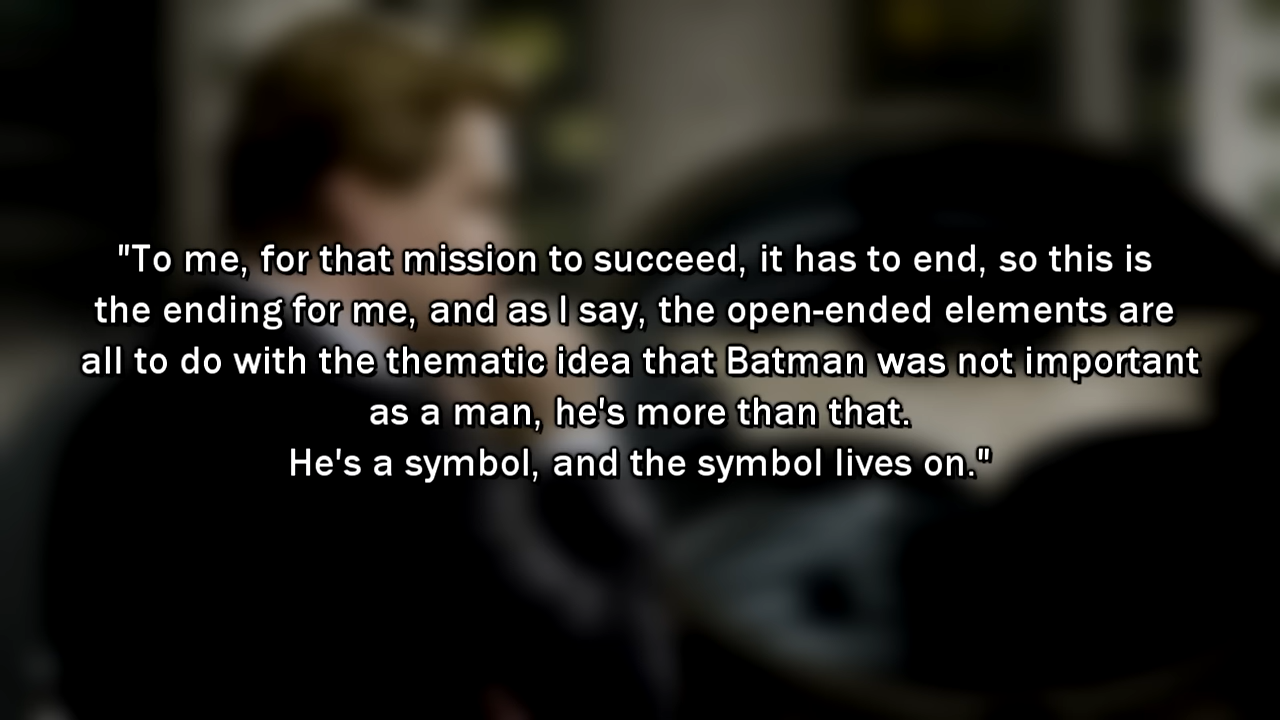 "To me, for that mission to succeed, it has to end, so this is
the ending for me, and as I say, the open-ended elements are
all to do with the thematic idea that Batman was not important
as a man, he's more than that.
He's a symbol, and the symbol lives on."